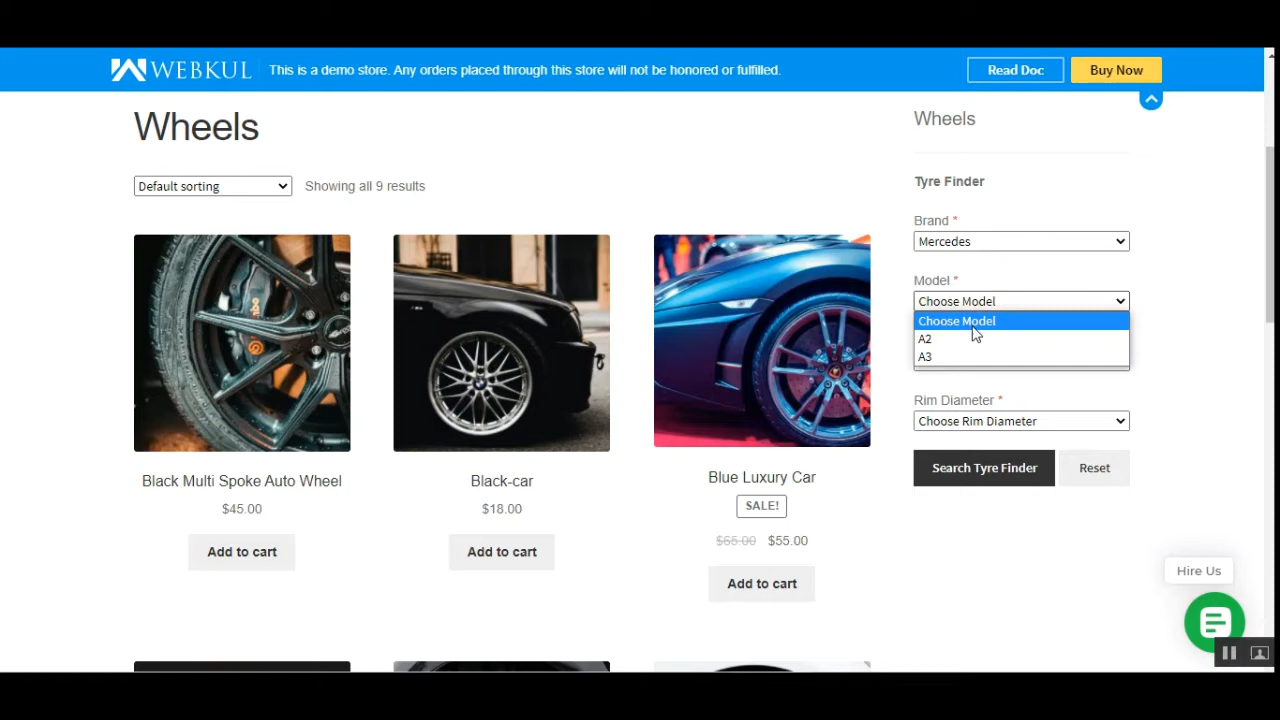 WEBKUL
This is a demo store. Any orders placed through this store will not be honored or fulfilled.
Read Doc
Buy Now
Wheels
Default sorting
Showing all 9 results
Black Multi Spoke Auto Wheel
$45.00
Add to cart
Black-car
$18.00
Add to cart
Blue Luxury Car
SALE!
$65.00 $55.00
Add to cart
Wheels
Tyre Finder
Brand *
Mercedes
Model *
Choose Model
Choose Model
A2
A3
Rim Diameter *
Choose Rim Diameter
Search Tyre Finder
Reset
Hire Us